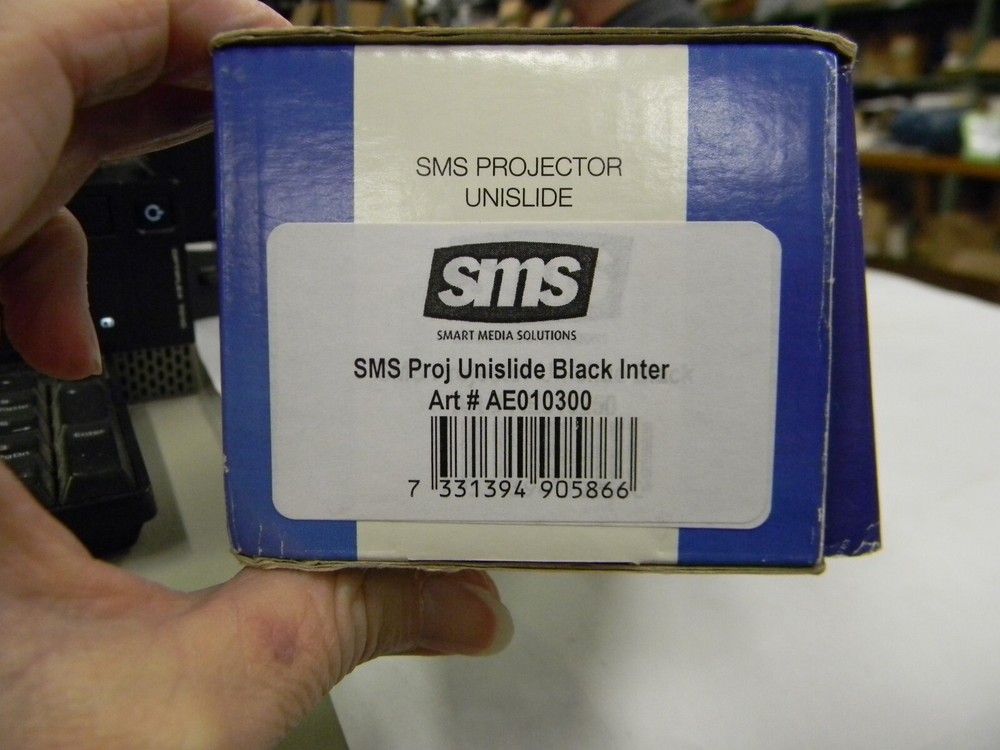 SMS PROJECTOR
UNISLIDE
sms
SMART MEDIA SOLUTIONS
SMS Proj Unislide Black Inter
Art # AE010300
7 331394 905866